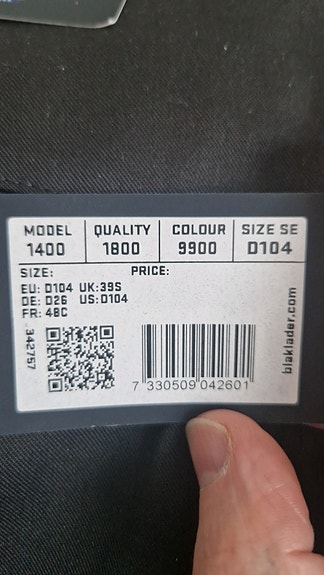 MODEL QUALITY COLOUR SIZE SE
1400 1800 9900 D104
SIZE: PRICE:
EU: D104 UK:39S
DE: D26 US:D104
FR: 48C
342757
7 330509 042601
blaklader.com